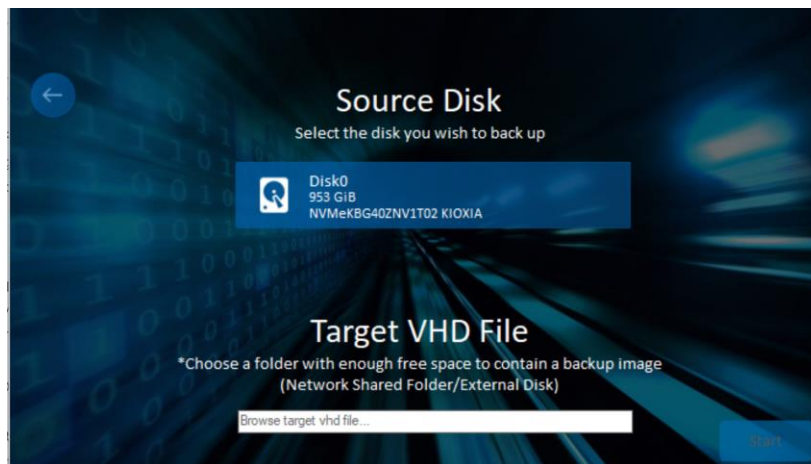 Source Disk
Select the disk you wish to back up
Disk0
953 GiB
NVMeKBG40ZNV1T02 KIOXIA
Target VHD File
*Choose a folder with enough free space to contain a backup image
(Network Shared Folder/External Disk)
Browse target vhd file...
Start